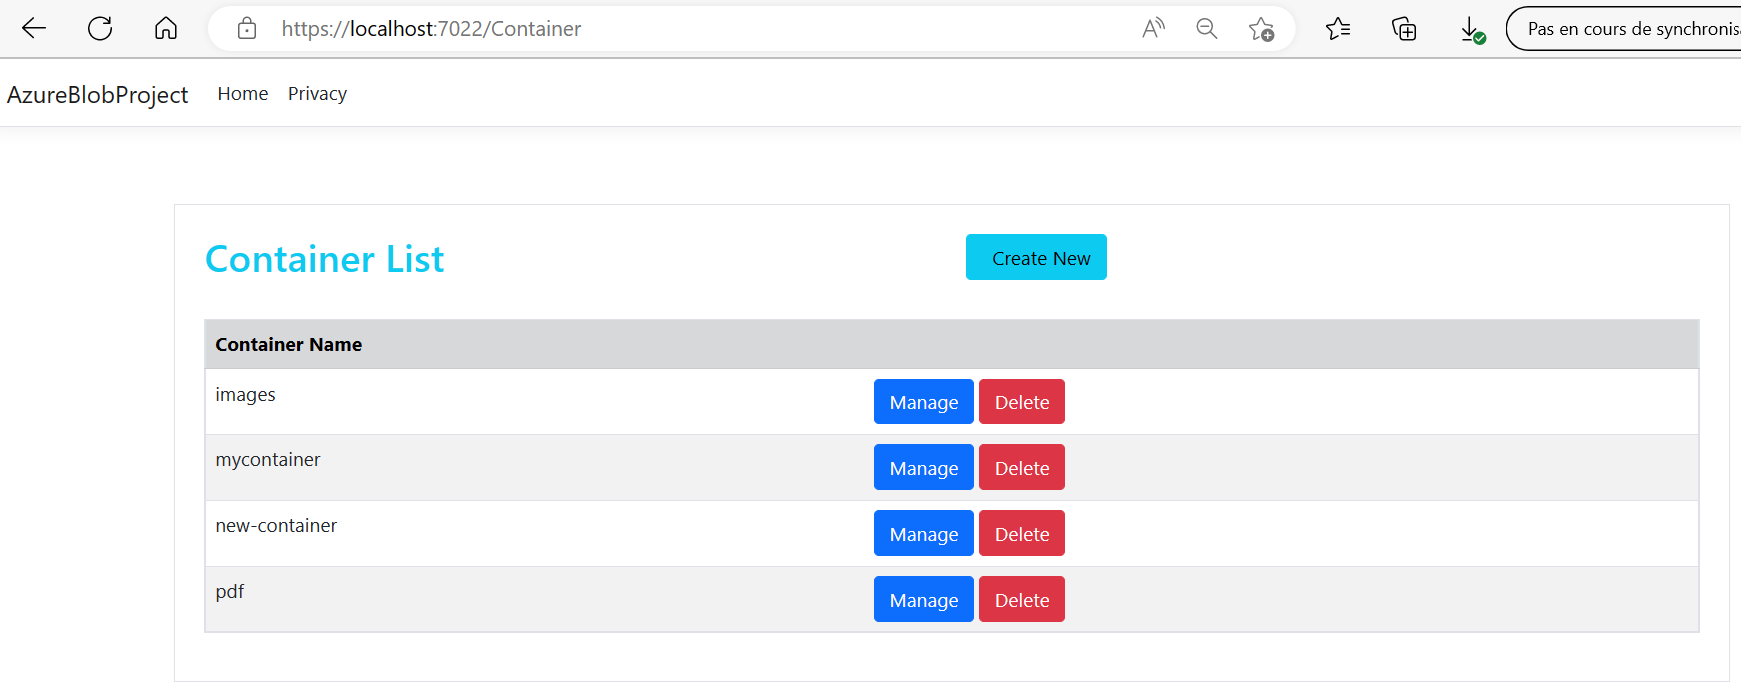 https://localhost:7022/Container
Pas en cours de
AzureBlobProject Home Privacy
Container List Create New
Container Name
images Manage Delete
mycontainer Manage Delete
new-container Manage Delete
pdf Manage Delete